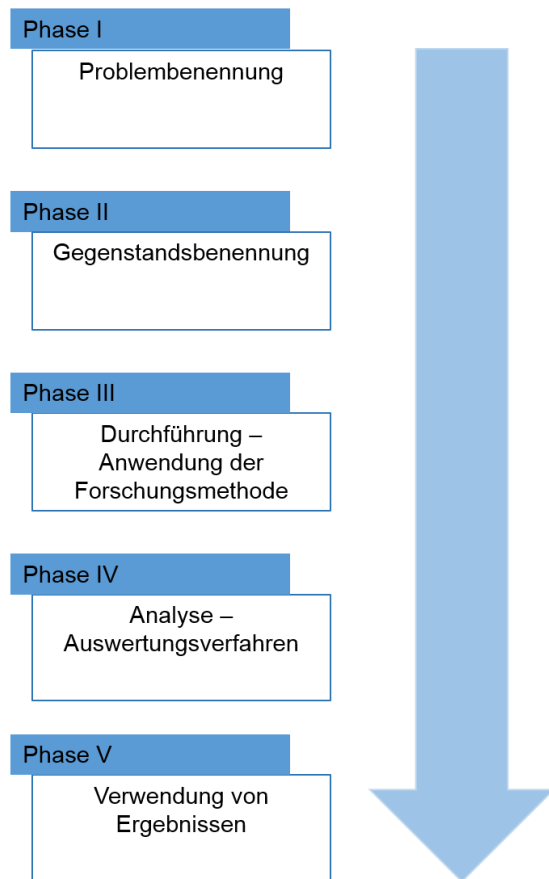 Phase I
Problembenennung
Phase II
Gegenstandsbenennung
Phase III
Durchführung –
Anwendung der
Forschungsmethode
Phase IV
Analyse –
Auswertungsverfahren
Phase V
Verwendung von
Ergebnissen